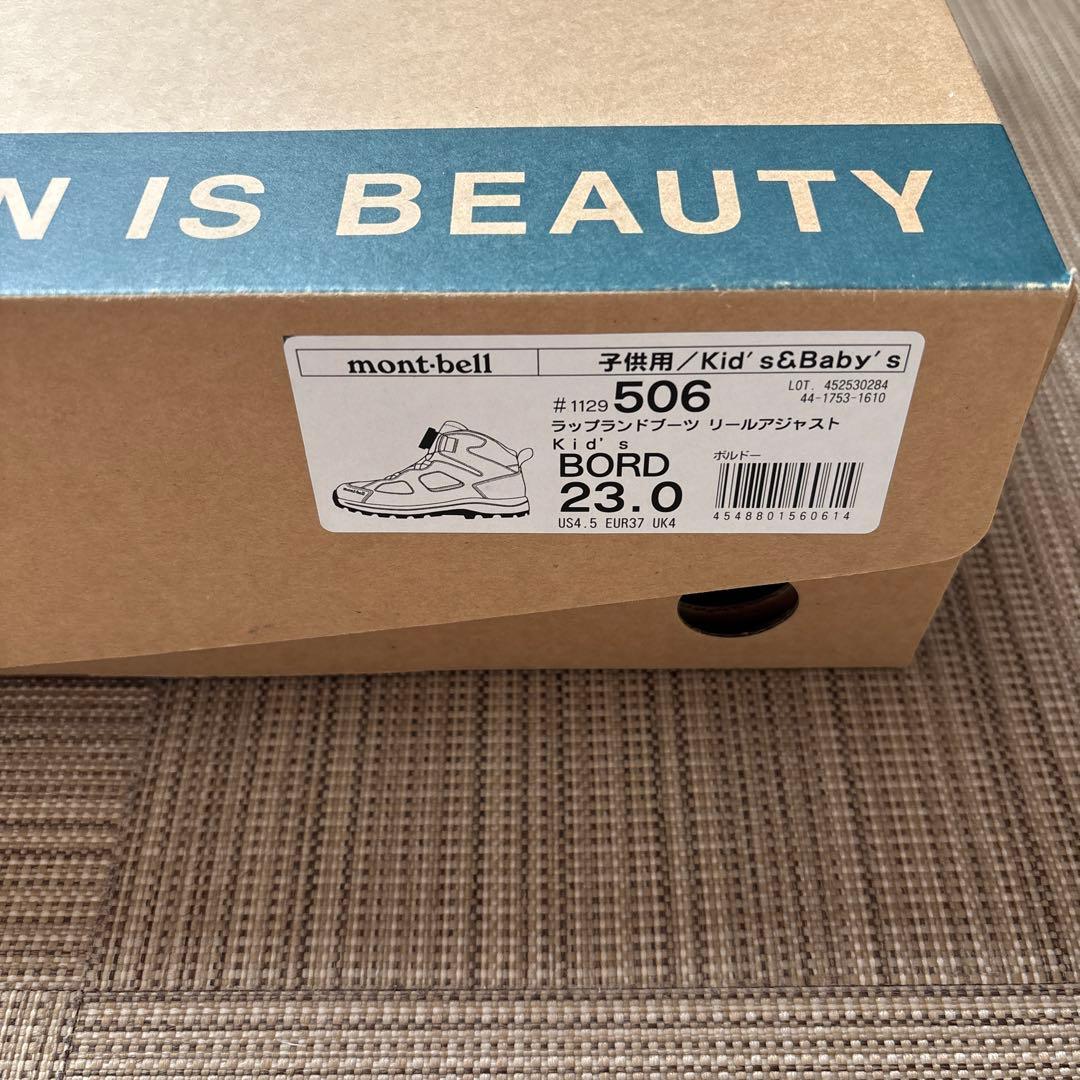 N IS BEAUTY
mont·bell
子供用/Kid's&Baby's
#1129 506
LOT. 452530284
44-1753-1610
ラップランドブーツ リールアジャスト
Kid's
BORD
ボルドー
23.0
US4.5 EUR37 UK4
4548801560614
mont-bell